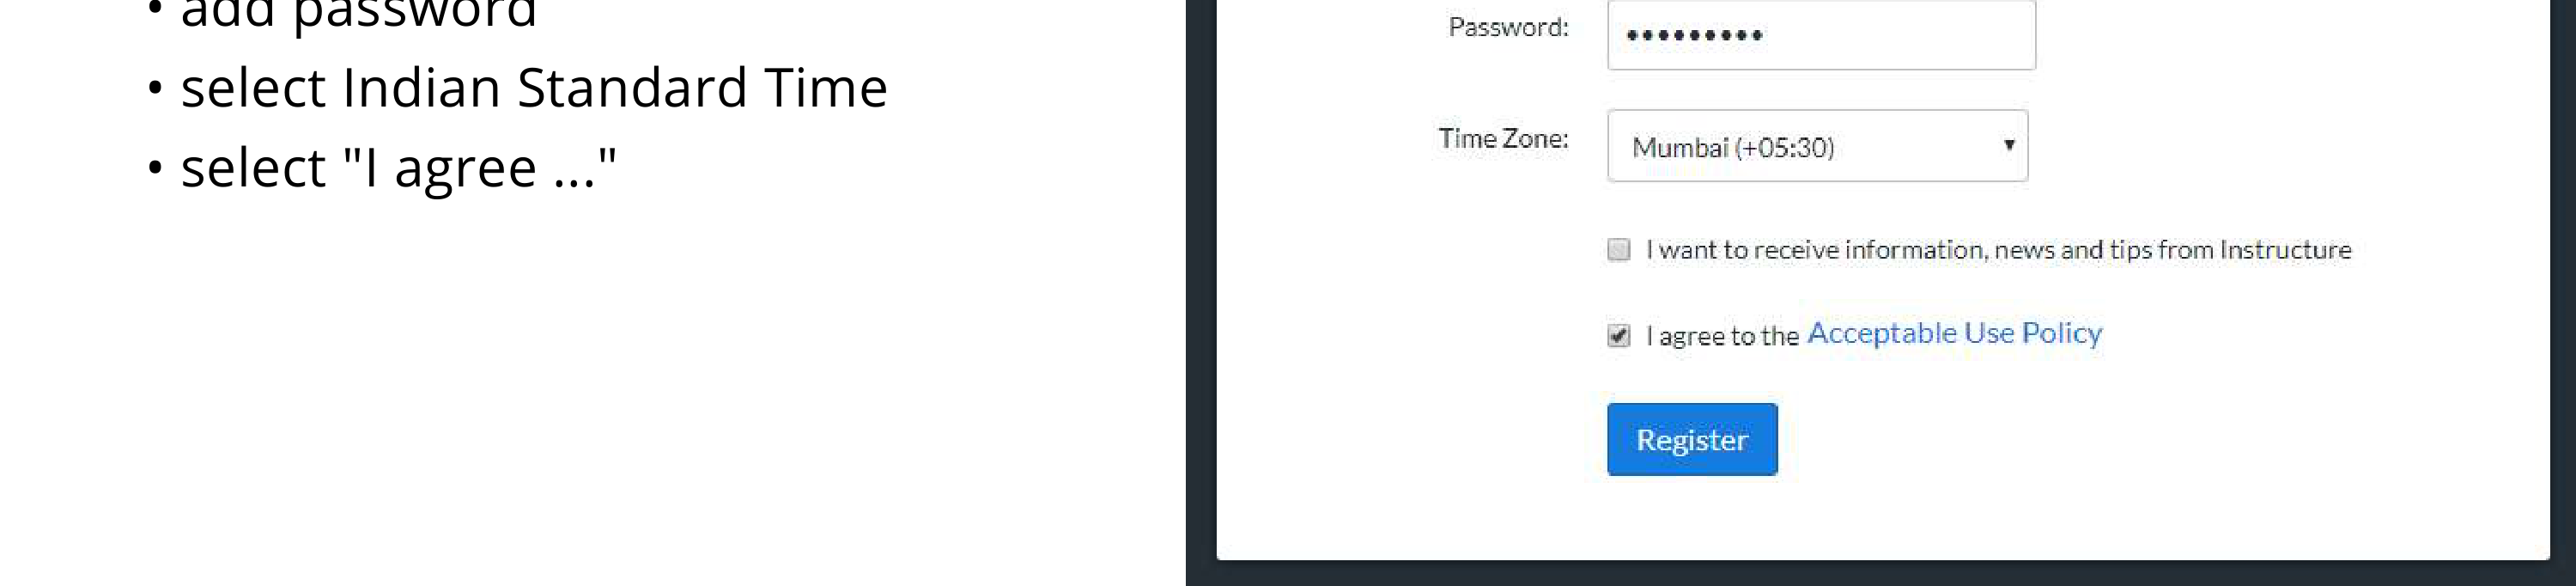 • add password
• select Indian Standard Time
• select "I agree ..."
Password:
•••••••••
Time Zone:
Mumbai (+05:30)
I want to receive information, news and tips from Instructure
I agree to the Acceptable Use Policy
Register